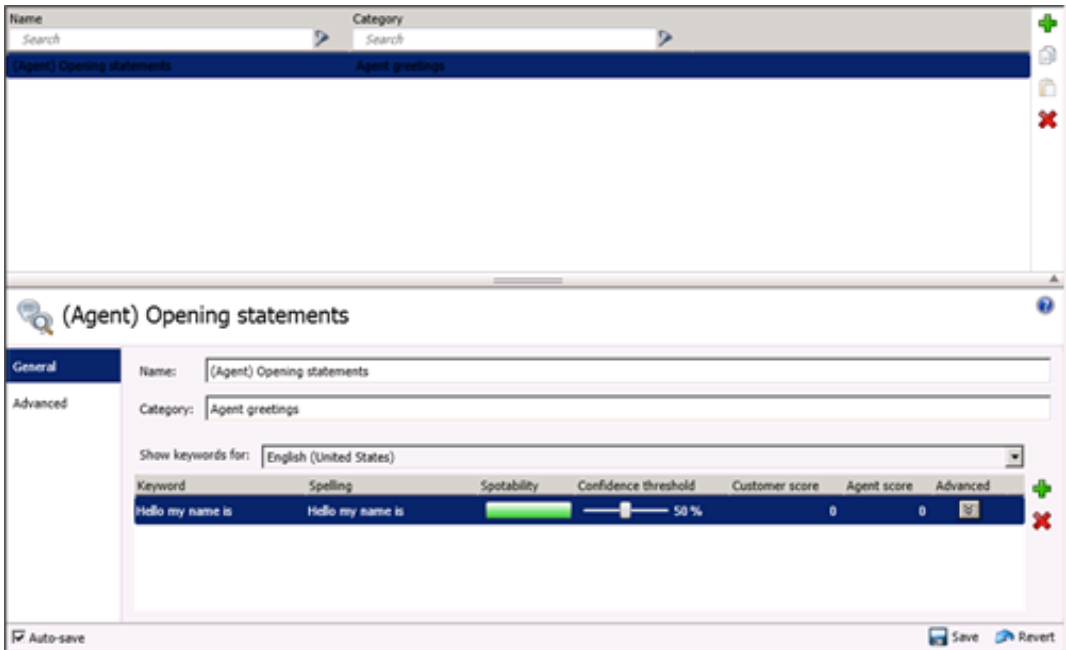 Name Category
Search Search
(Agent) Opening statements Agent greetings
(Agent) Opening statements
General
Name: (Agent) Opening statements
Advanced
Category: Agent greetings
Show keywords for: English (United States)
Keyword Spelling Spotability Confidence threshold Customer score Agent score Advanced
Hello my name is Hello my name is 50 % 0 0
Auto-save Save Revert